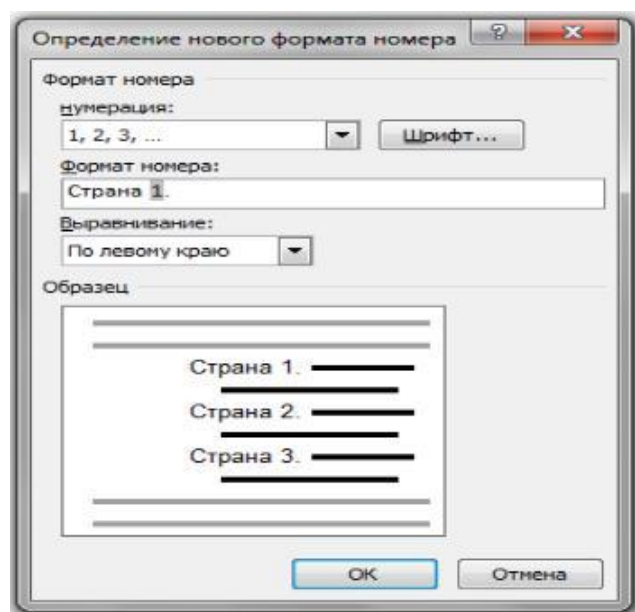 Определение нового формата номера
Формат номера
нумерация:
1, 2, 3, ...
Шрифт...
Формат номера:
Страна 1.
Выравнивание:
По левому краю
Образец
Страна 1.
Страна 2.
Страна 3.
ОК
Отмена